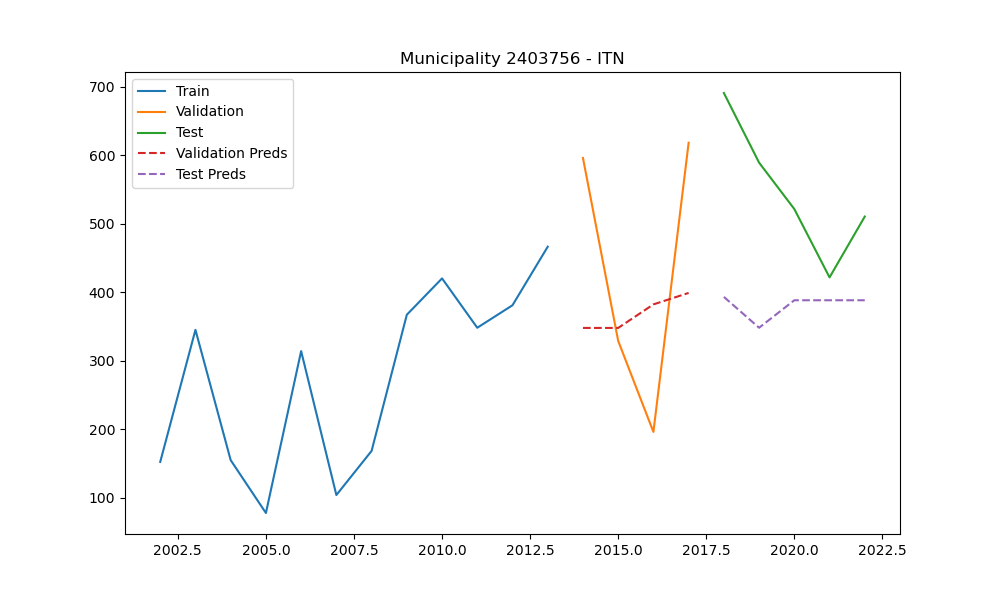 Municipality 2403756 - ITN
Train
Validation
Test
Validation Preds
Test Preds
700
600
500
400
300
200
100
2002.5 2005.0 2007.5 2010.0 2012.5 2015.0 2017.5 2020.0 2022.5